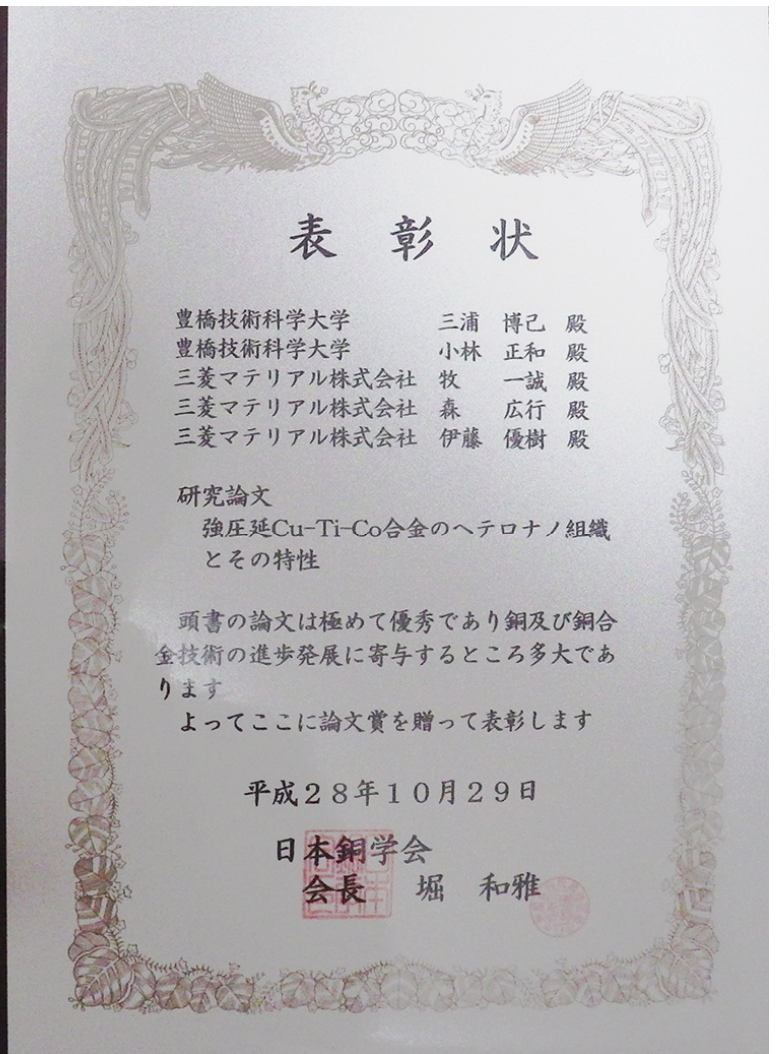 表 彰 状
豊橋技術科学大学 三浦 博己 殿
豊橋技術科学大学 小林 正和 殿
三菱マテリアル株式会社 牧 一誠 殿
三菱マテリアル株式会社 森 広行 殿
三菱マテリアル株式会社 伊藤 優樹 殿
研究論文
強圧延Cu-Ti-Co合金のヘテロナノ組織
とその特性
頭書の論文は極めて優秀であり銅及び銅合
金技術の進歩発展に寄与するところ多大であ
ります
よってここに論文賞を贈って表彰します
平成28年10月29日
日本銅学会
会長 堀 和雅